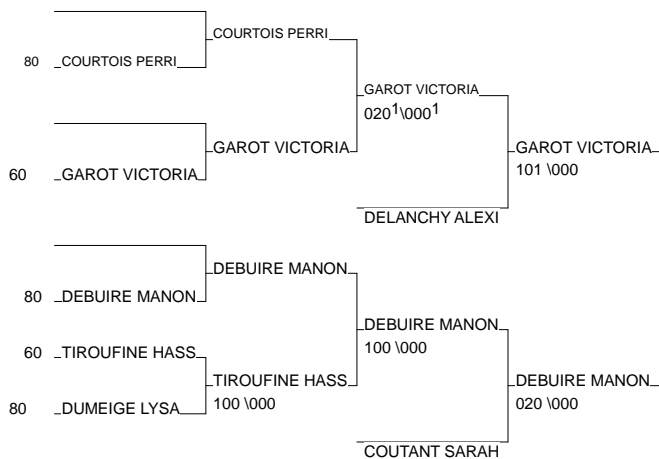 COURTOIS PERRI
80 COURTOIS PERRI
GAROT VICTORIA
020¹\000¹
GAROT VICTORIA
GAROT VICTORIA
101 \000
60 GAROT VICTORIA
DELANCHY ALEXI
DEBUIRE MANON
80 DEBUIRE MANON
DEBUIRE MANON
100 \000
60 TIROUFINE HASS
TIROUFINE HASS
100 \000
DEBUIRE MANON
020 \000
80 DUMEIGE LYSA
COUTANT SARAH